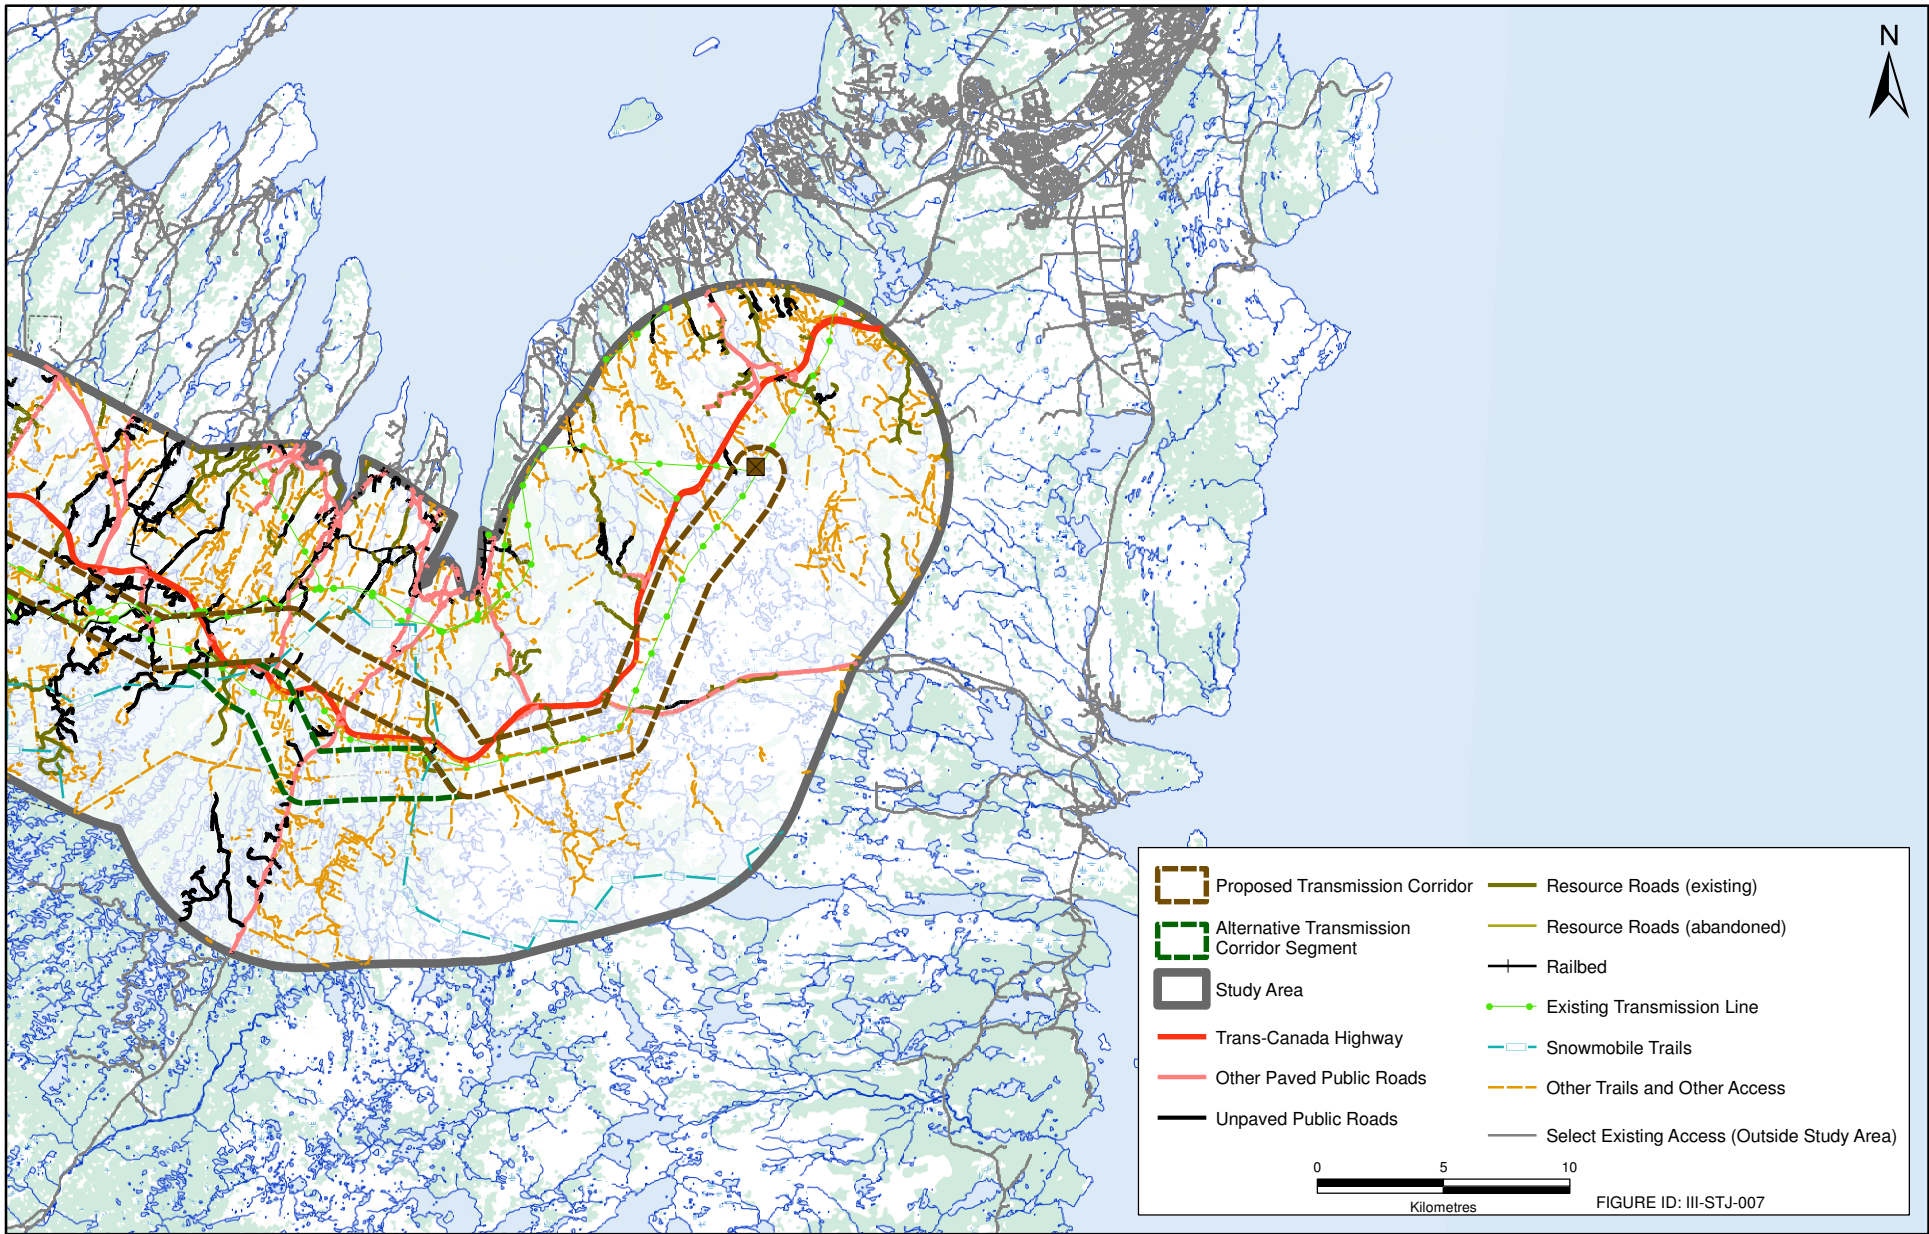 N
Proposed Transmission Corridor
Alternative Transmission
Corridor Segment
Study Area
Trans-Canada Highway
Other Paved Public Roads
Unpaved Public Roads
Resource Roads (existing)
Resource Roads (abandoned)
Railbed
Existing Transmission Line
Snowmobile Trails
Other Trails and Other Access
Select Existing Access (Outside Study Area)
0 5 10
Kilometres
FIGURE ID: III-STJ-007